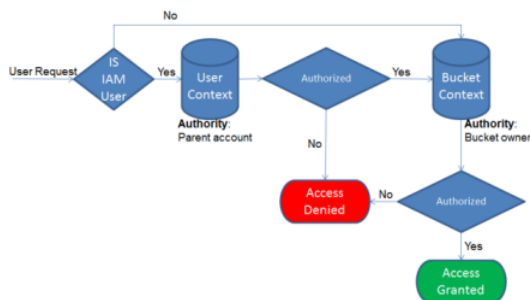 No
User Request
IS
IAM
User
Yes
User
Context
Authorized
Yes
Bucket
Context
Authority:
Parent account
Authority:
Bucket owner
No
Access
Denied
No
Authorized
Yes
Access
Granted